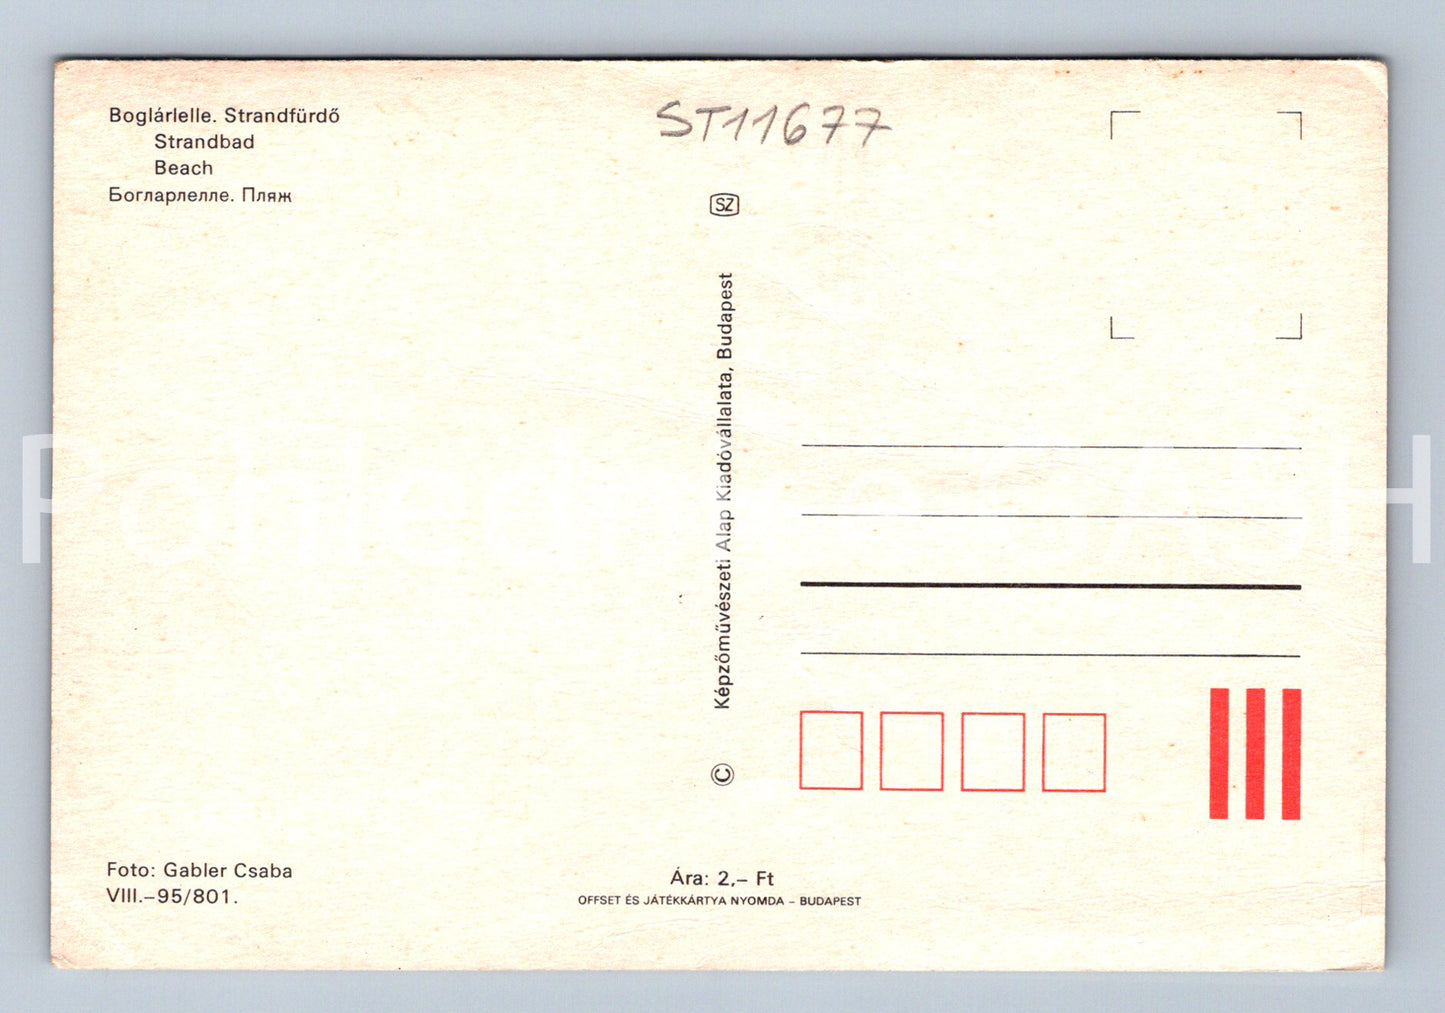 Boglárlelle. Strandfürdő
Strandbad
Beach
Богларлелле. Пляж
ST11677
SZ
Képzőművészeti Alap Kiadóvállalata, Budapest
©
Foto: Gabler Csaba
VIII.–95/801.
Ára: 2,– Ft
OFFSET ÉS JÁTÉKKÁRTYA NYOMDA – BUDAPEST